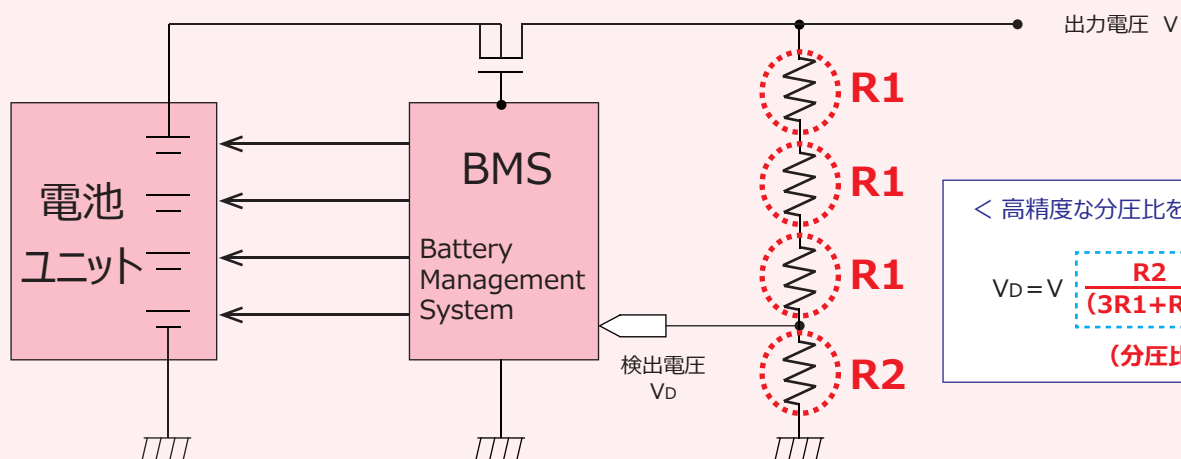 出力電圧 V
R1
R1
R1
R2
電池
ユニット
BMS
Battery
Management
System
検出電圧
VD
< 高精度な分圧比を
VD=V
R2
(3R1+R
(分圧比